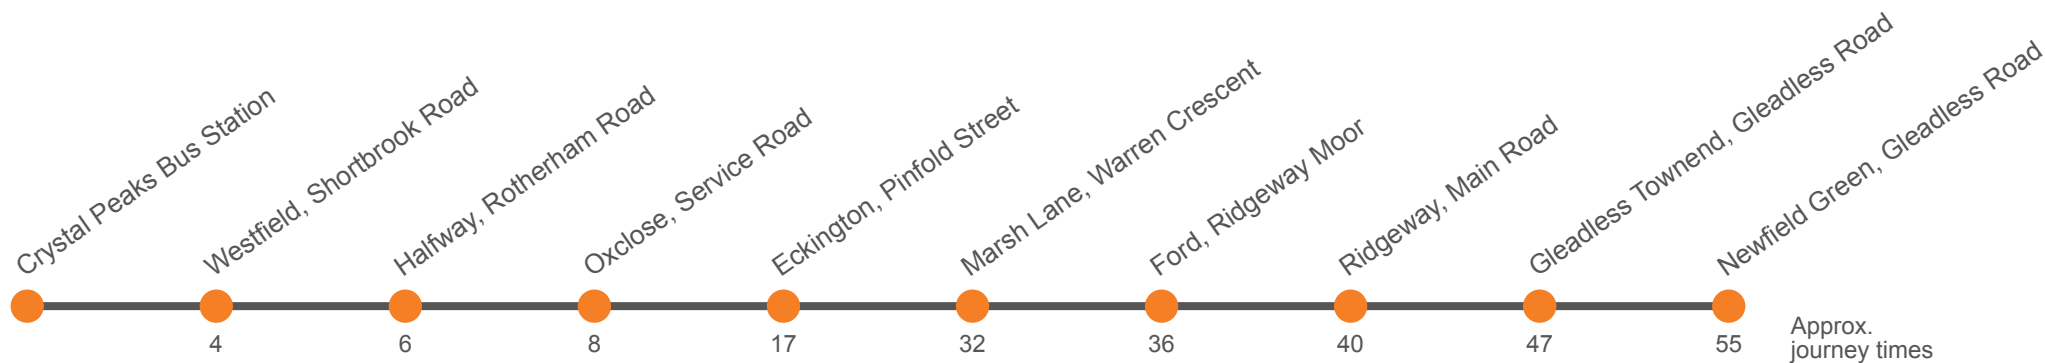 Crystal Peaks Bus Station
Westfield, Shortbrook Road
Halfway, Rotherham Road
Oxclose, Service Road
Eckington, Pinfold Street
Marsh Lane, Warren Crescent
Ford, Ridgeway Moor
Ridgeway, Main Road
Gleadless Townend, Gleadless Road
Newfield Green, Gleadless Road
4
6
8
17
32
36
40
47
55
Approx.
journey times